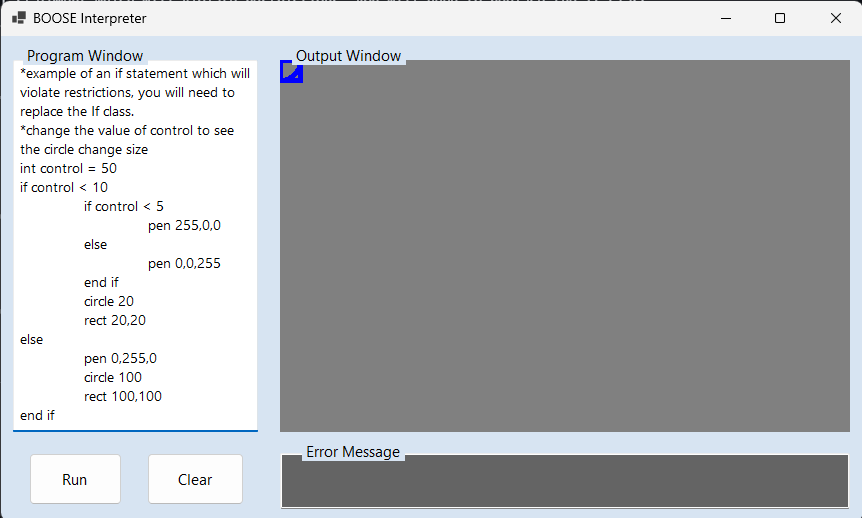 BOOSE Interpreter
Program Window
*example of an if statement which will
violate restrictions, you will need to
replace the If class.
*change the value of control to see
the circle change size
int control = 50
if control < 10
if control < 5
pen 255,0,0
else
pen 0,0,255
end if
circle 20
rect 20,20
else
pen 0,255,0
circle 100
rect 100,100
end if
Run
Clear
Output Window
Error Message